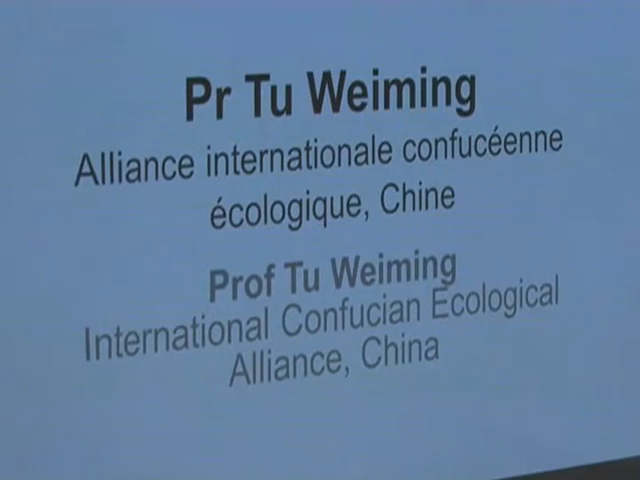 Pr Tu Weiming
Alliance internationale confucéenne
écologique, Chine
Prof Tu Weiming
International Confucian Ecological
Alliance, China